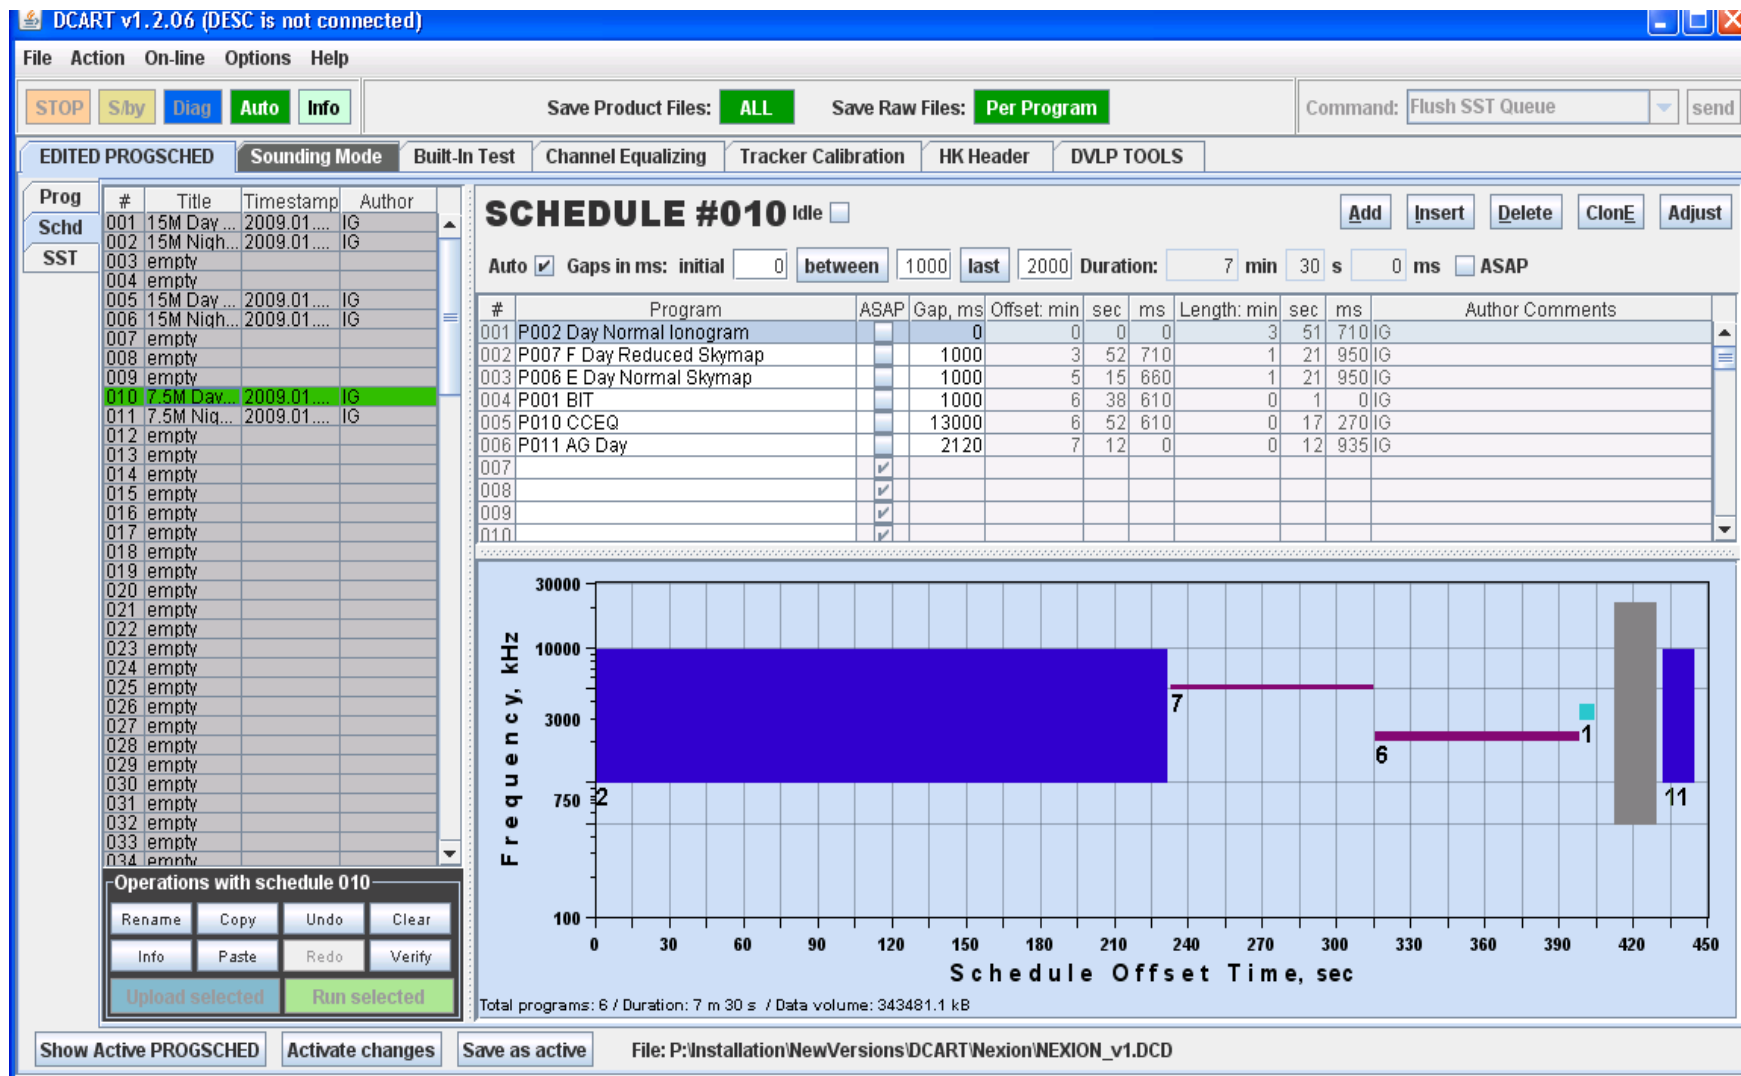 DCART v1.2.06 (DESC is not connected)
File Action On-line Options Help
STOP S/by Diag Auto Info Save Product Files: ALL Save Raw Files: Per Program Command: Flush SST Queue send
EDITED PROGSCHED Sounding Mode Built-In Test Channel Equalizing Tracker Calibration HK Header DVLP TOOLS
Prog
Schd
SST
# Title Timestamp Author
001 15M Day ... 2009.01.... IG
002 15M Nigh... 2009.01.... IG
003 empty
004 empty
005 15M Day ... 2009.01.... IG
006 15M Nigh... 2009.01.... IG
007 empty
008 empty
009 empty
010 7.5M Day... 2009.01.... IG
011 7.5M Nig... 2009.01.... IG
012 empty
013 empty
014 empty
015 empty
016 empty
017 empty
018 empty
019 empty
020 empty
021 empty
022 empty
023 empty
024 empty
025 empty
026 empty
027 empty
028 empty
029 empty
030 empty
031 empty
032 empty
033 empty
034 empty
Operations with schedule 010
Rename Copy Undo Clear
Info Paste Redo Verify
Upload selected Run selected
SCHEDULE #010 Idle Add Insert Delete ClonE Adjust
Auto Gaps in ms: initial 0 between 1000 last 2000 Duration: 7 min 30 s 0 ms ASAP
# Program ASAP Gap, ms Offset: min sec ms Length: min sec ms Author Comments
001 P002 Day Normal Ionogram 0 0 0 0 3 51 710 IG
002 P007 F Day Reduced Skymap 1000 3 52 710 1 21 950 IG
003 P006 E Day Normal Skymap 1000 5 15 660 1 21 950 IG
004 P001 BIT 1000 6 38 610 0 1 0 IG
005 P010 CCEQ 13000 6 52 610 0 17 270 IG
006 P011 AG Day 2120 7 12 0 0 12 935 IG
007
008
009
010
Frequency, kHz
30000
10000
3000
750
100
2
7
6
1
11
0 30 60 90 120 150 180 210 240 270 300 330 360 390 420 450
Schedule Offset Time, sec
Total programs: 6 / Duration: 7 m 30 s / Data volume: 343481.1 kB
Show Active PROGSCHED Activate changes Save as active File: P:\Installation\NewVersions\DCART\Nexion\NEXION_v1.DCD